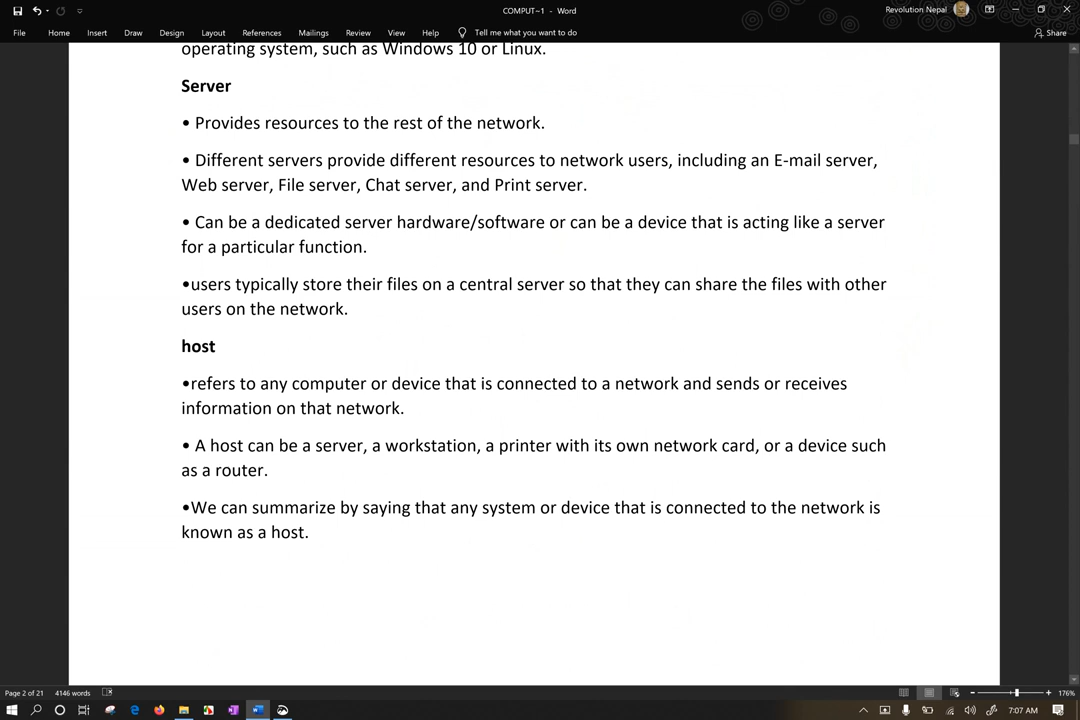 COMPUT~1 - Word
Revolution Nepal
File Home Insert Draw Design Layout References Mailings Review View Help Tell me what you want to do Share
operating system, such as Windows 10 or Linux.
Server
• Provides resources to the rest of the network.
• Different servers provide different resources to network users, including an E-mail server,
Web server, File server, Chat server, and Print server.
• Can be a dedicated server hardware/software or can be a device that is acting like a server
for a particular function.
•users typically store their files on a central server so that they can share the files with other
users on the network.
host
•refers to any computer or device that is connected to a network and sends or receives
information on that network.
• A host can be a server, a workstation, a printer with its own network card, or a device such
as a router.
•We can summarize by saying that any system or device that is connected to the network is
known as a host.
Page 2 of 21 4146 words 176%
7:07 AM